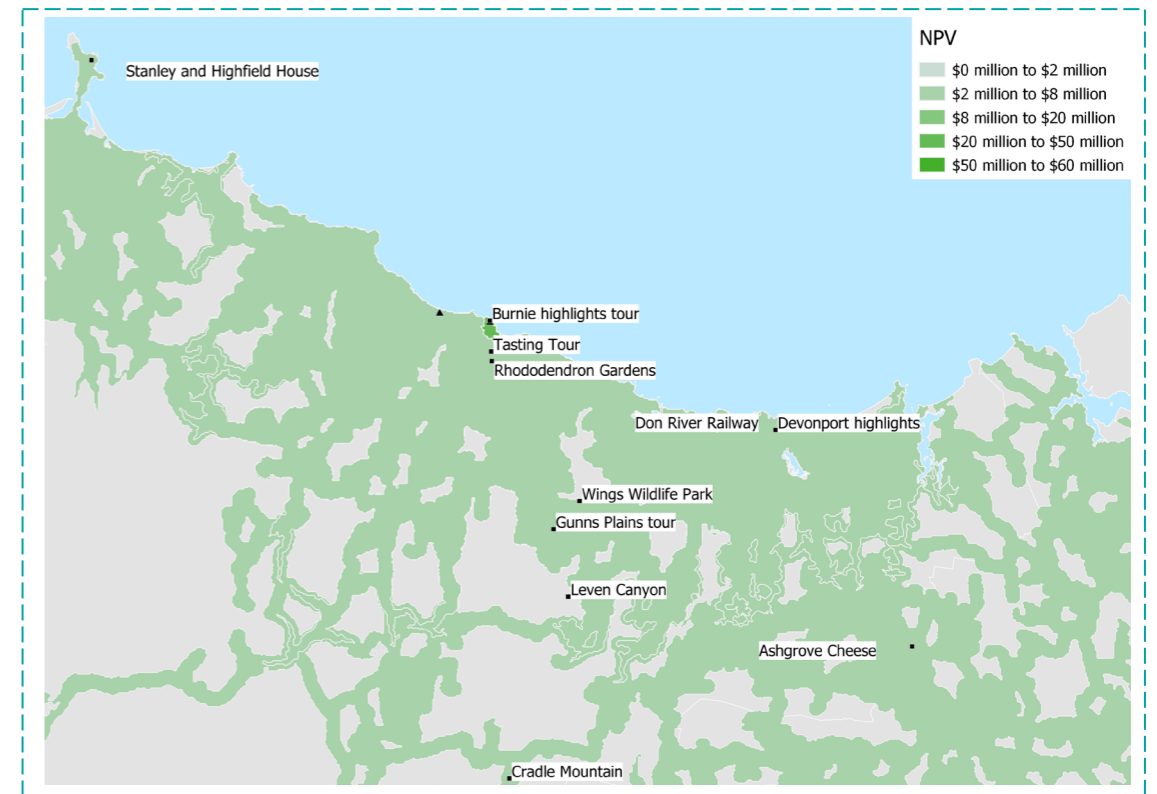 NPV
$0 million to $2 million
$2 million to $8 million
$8 million to $20 million
$20 million to $50 million
$50 million to $60 million
Stanley and Highfield House
Burnie highlights tour
Tasting Tour
Rhododendron Gardens
Don River Railway
Devonport highlights
Wings Wildlife Park
Gunns Plains tour
Leven Canyon
Ashgrove Cheese
Cradle Mountain